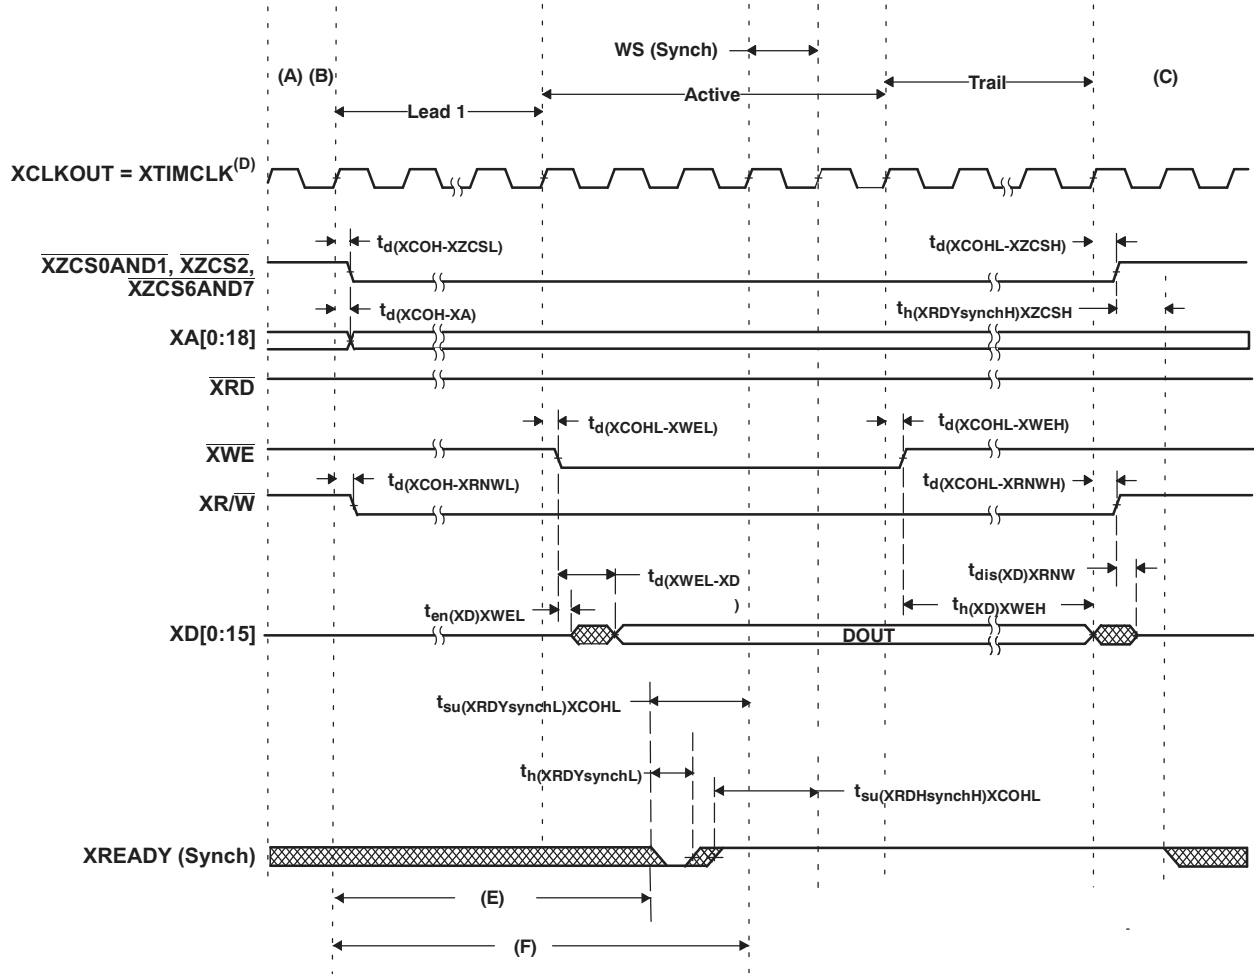 WS (Synch)
(A) (B)
(C)
Trail
Active
Lead 1
XCLKOUT = XTIMCLK(D)
td(XCOH-XZCSL)
td(XCOHL-XZCSH)
XZCS0AND1, XZCS2,
XZCS6AND7
td(XCOH-XA)
th(XRDYsynchH)XZCSH
XA[0:18]
XRD
td(XCOHL-XWEL)
td(XCOHL-XWEH)
XWE
td(XCOH-XRNWL)
td(XCOHL-XRNWH)
XR/W
td(XWEL-XD
)
tdis(XD)XRNW
ten(XD)XWEL
th(XD)XWEH
XD[0:15]
DOUT
tsu(XRDYsynchL)XCOHL
th(XRDYsynchL)
tsu(XRDHsynchH)XCOHL
XREADY (Synch)
(E)
(F)